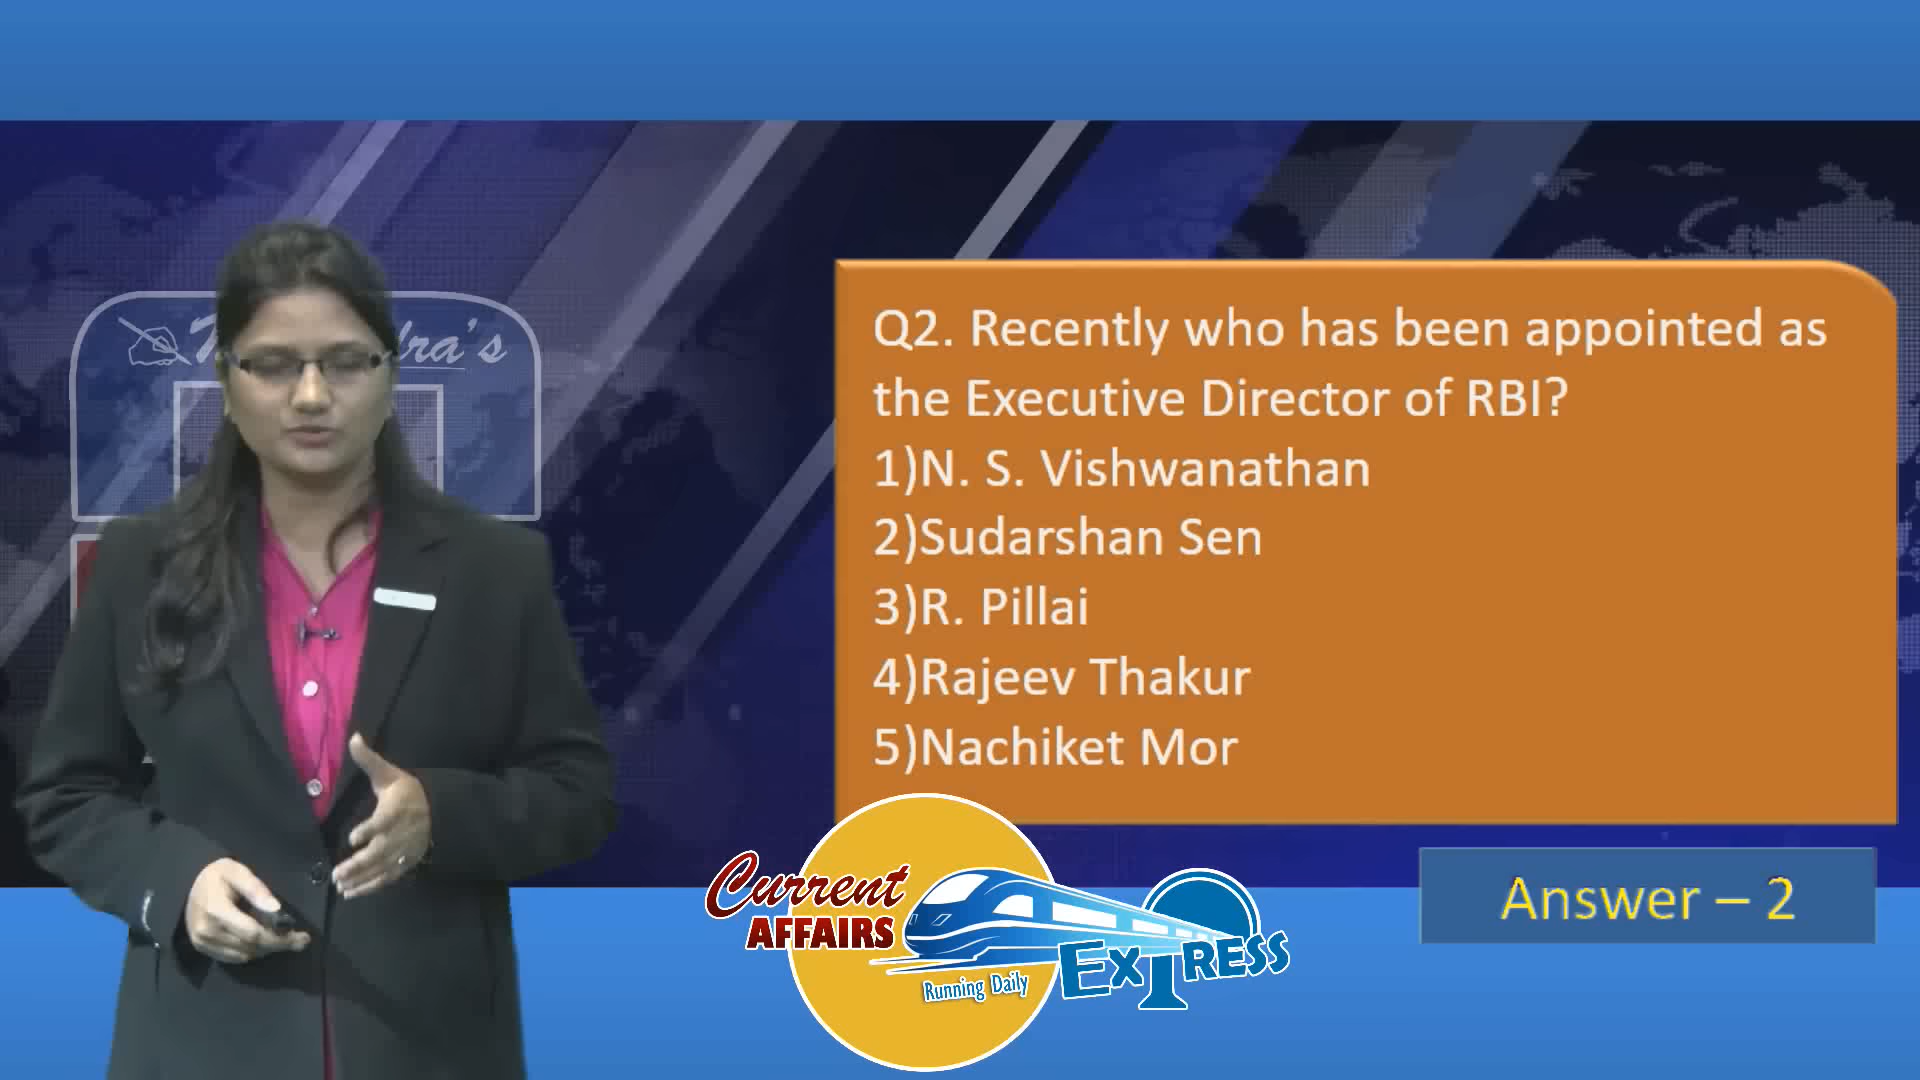 dra's
Q2. Recently who has been appointed as
the Executive Director of RBI?
1)N. S. Vishwanathan
2)Sudarshan Sen
3)R. Pillai
4)Rajeev Thakur
5)Nachiket Mor
Answer – 2
Current
AFFAIRS
Running Daily
ExPRESS